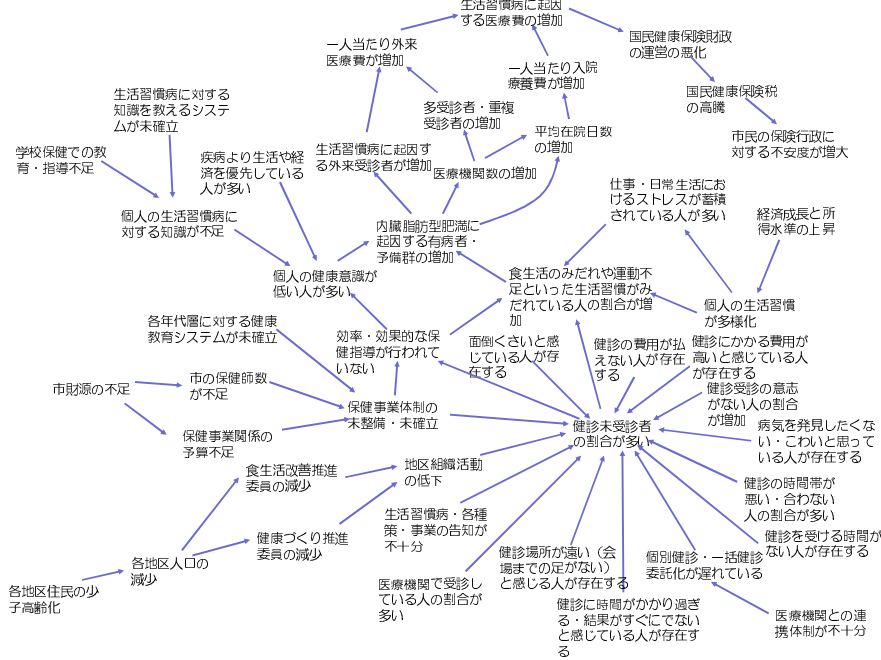 生活習慣病に起因
する医療費の増加
国民健康保険財政
の運営の悪化
一人当たり外来
医療費が増加
一人当たり入院
療養費が増加
国民健康保険税
の高騰
生活習慣病に対する
知識を教えるシステ
ムが未確立
多受診者・重複
受診者の増加
平均在院日数
の増加
市民の保険行政に
対する不安度が増大
学校保健での教
育・指導不足
疾病より生活や経
済を優先している
人が多い
生活習慣病に起因す
る外来受診者が増加
医療機関数の増加
仕事・日常生活にお
けるストレスが蓄積
されている人が多い
個人の生活習慣病に
対する知識が不足
内臓脂肪型肥満に
起因する有病者・
予備群の増加
経済成長と所
得水準の上昇
個人の健康意識が
低い人が多い
食生活のみだれや運動不
足といった生活習慣がみ
だれている人の割合が増
加
個人の生活習慣
が多様化
各年代層に対する健康
教育システムが未確立
効率・効果的な保
健指導が行われて
いない
面倒くさいと感
じている人が存
在する
健診の費用が払
えない人が存在
する
健診にかかる費用が
高いと感じている人
が存在する
市財源の不足
市の保健師数
が不足
健診受診の意志
がない人の割合
が増加
保健事業体制の
未整備・未確立
健診未受診者
の割合が多い
病気を発見したくな
い・こわいと思って
いる人が存在する
保健事業関係の
予算不足
食生活改善推進
委員の減少
地区組織活動
の低下
健診の時間帯が
悪い・合わない
人の割合が多い
生活習慣病・各種
策・事業の告知が
不十分
健康づくり推進
委員の減少
健診を受ける時間が
ない人が存在する
各地区人口の
減少
健診場所が遠い（会
場までの足がない）
と感じる人が存在する
個別健診・一括健診
委託化が遅れている
各地区住民の少
子高齢化
医療機関で受診し
ている人の割合が
多い
健診に時間がかかり過ぎ
る・結果がすぐにでない
と感じている人が存在す
る
医療機関との連
携体制が不十分